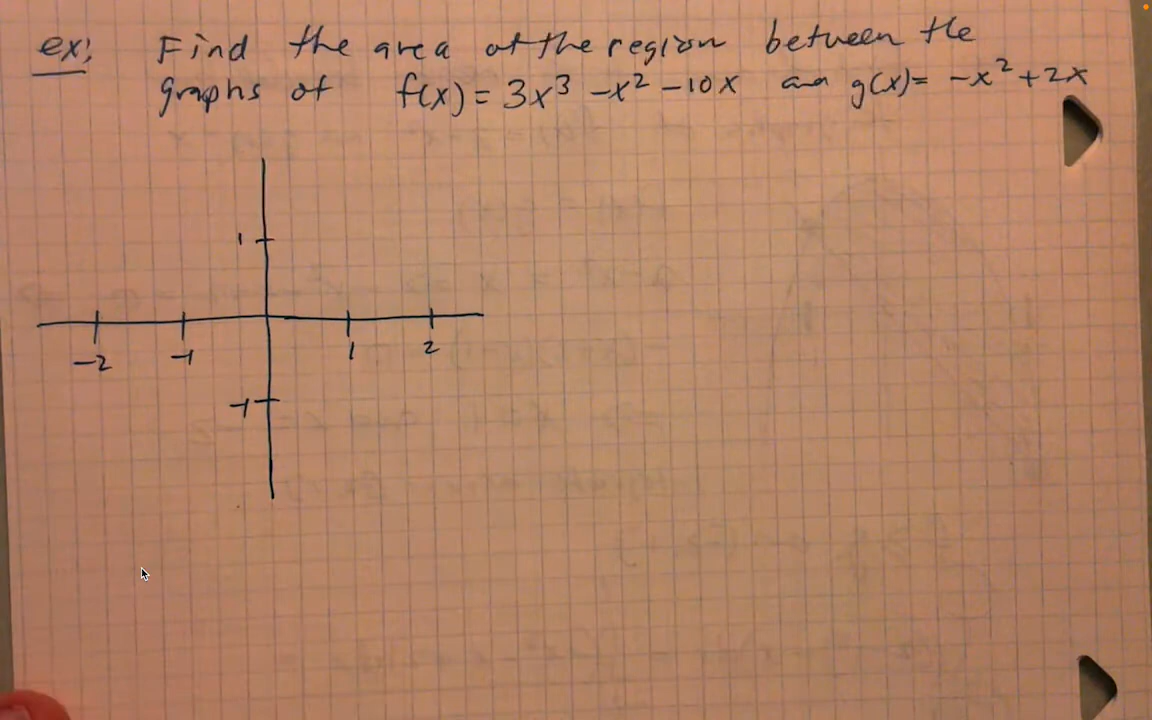 ex: Find the area of the region between the
graphs of f(x) = 3x³ - x² - 10x and g(x) = -x² + 2x
1
-2 -1 1 2
-1